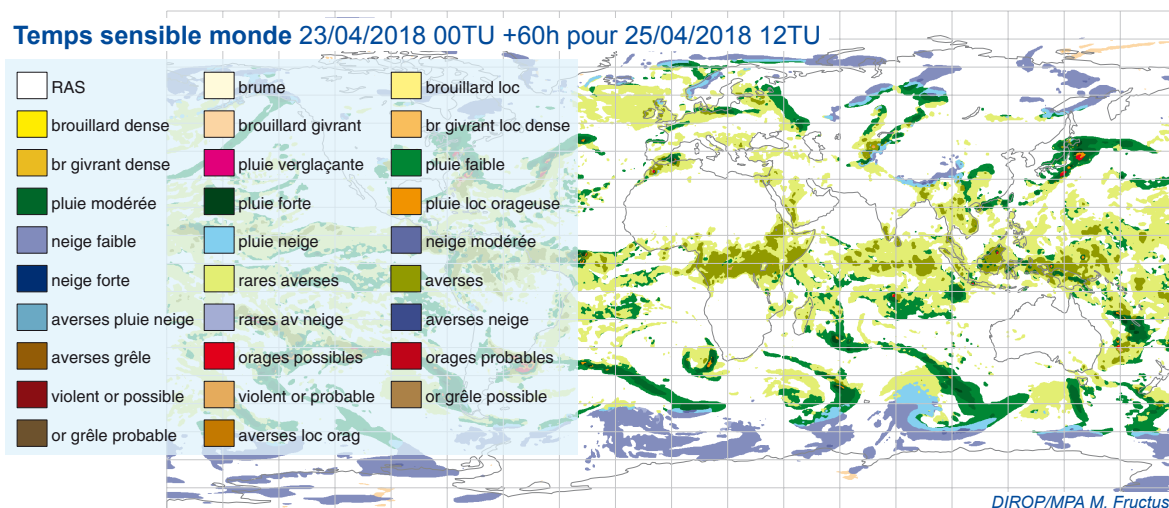 Temps sensible monde 23/04/2018 00TU +60h pour 25/04/2018 12TU
RAS brume brouillard loc
brouillard dense brouillard givrant br givrant loc dense
br givrant dense pluie verglaçante pluie faible
pluie modérée pluie forte pluie loc orageuse
neige faible pluie neige neige modérée
neige forte rares averses averses
averses pluie neige rares av neige averses neige
averses grêle orages possibles orages probables
violent or possible violent or probable or grêle possible
or grêle probable averses loc orag
DIROP/MPA M. Fructus